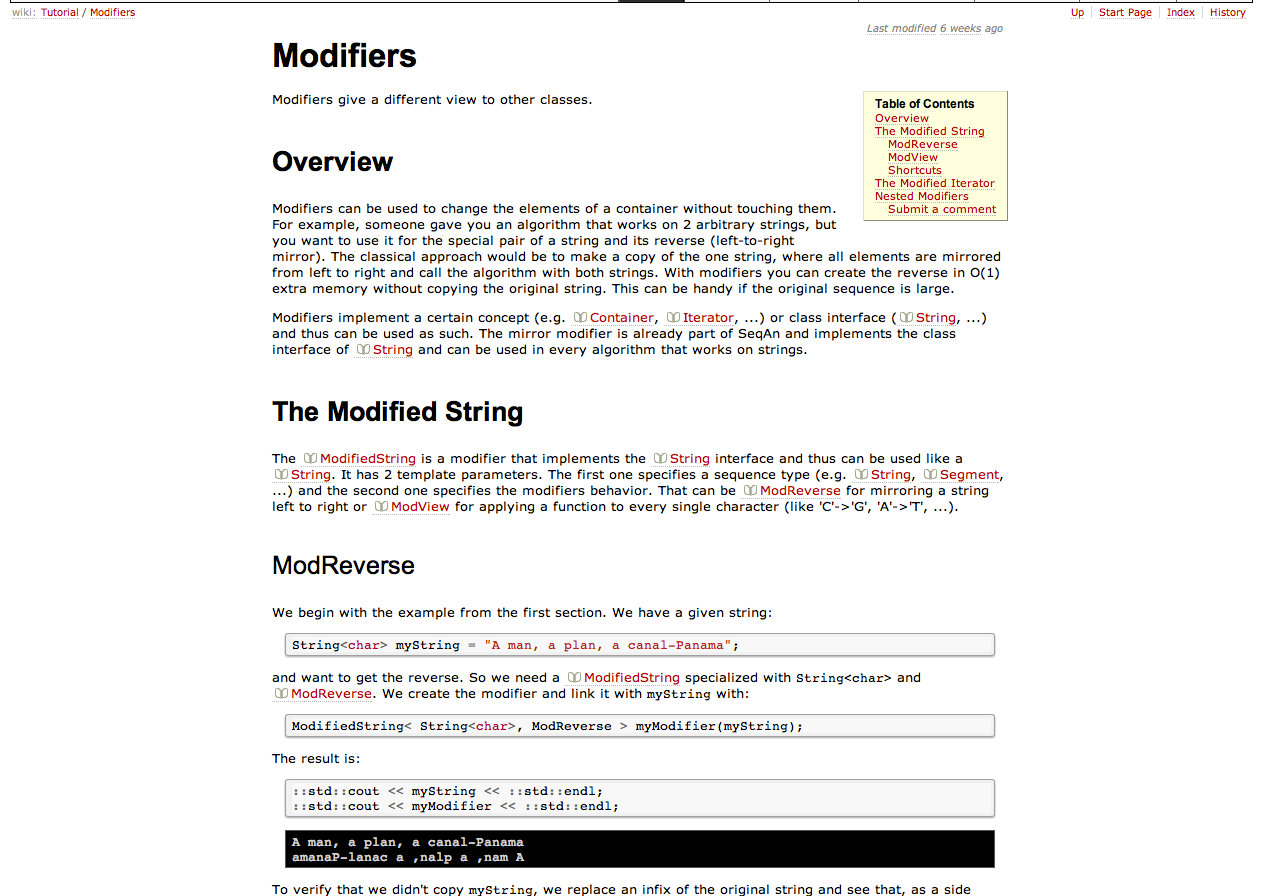 wiki: Tutorial / Modifiers
Up Start Page Index History
Last modified 6 weeks ago
Modifiers
Modifiers give a different view to other classes.
Table of Contents
Overview
The Modified String
ModReverse
ModView
Shortcuts
The Modified Iterator
Nested Modifiers
Submit a comment
Overview
Modifiers can be used to change the elements of a container without touching them.
For example, someone gave you an algorithm that works on 2 arbitrary strings, but
you want to use it for the special pair of a string and its reverse (left-to-right
mirror). The classical approach would be to make a copy of the one string, where all elements are mirrored
from left to right and call the algorithm with both strings. With modifiers you can create the reverse in O(1)
extra memory without copying the original string. This can be handy if the original sequence is large.
Modifiers implement a certain concept (e.g. Container, Iterator, ...) or class interface (String, ...)
and thus can be used as such. The mirror modifier is already part of SeqAn and implements the class
interface of String and can be used in every algorithm that works on strings.
The Modified String
The ModifiedString is a modifier that implements the String interface and thus can be used like a
String. It has 2 template parameters. The first one specifies a sequence type (e.g. String, Segment,
...) and the second one specifies the modifiers behavior. That can be ModReverse for mirroring a string
left to right or ModView for applying a function to every single character (like 'C'->'G', 'A'->'T', ...).
ModReverse
We begin with the example from the first section. We have a given string:
String<char> myString = "A man, a plan, a canal-Panama";
and want to get the reverse. So we need a ModifiedString specialized with String<char> and
ModReverse. We create the modifier and link it with myString with:
ModifiedString< String<char>, ModReverse > myModifier(myString);
The result is:
::std::cout << myString << ::std::endl;
::std::cout << myModifier << ::std::endl;
A man, a plan, a canal-Panama
amanaP-lanac a ,nalp a ,nam A
To verify that we didn't copy myString, we replace an infix of the original string and see that, as a side